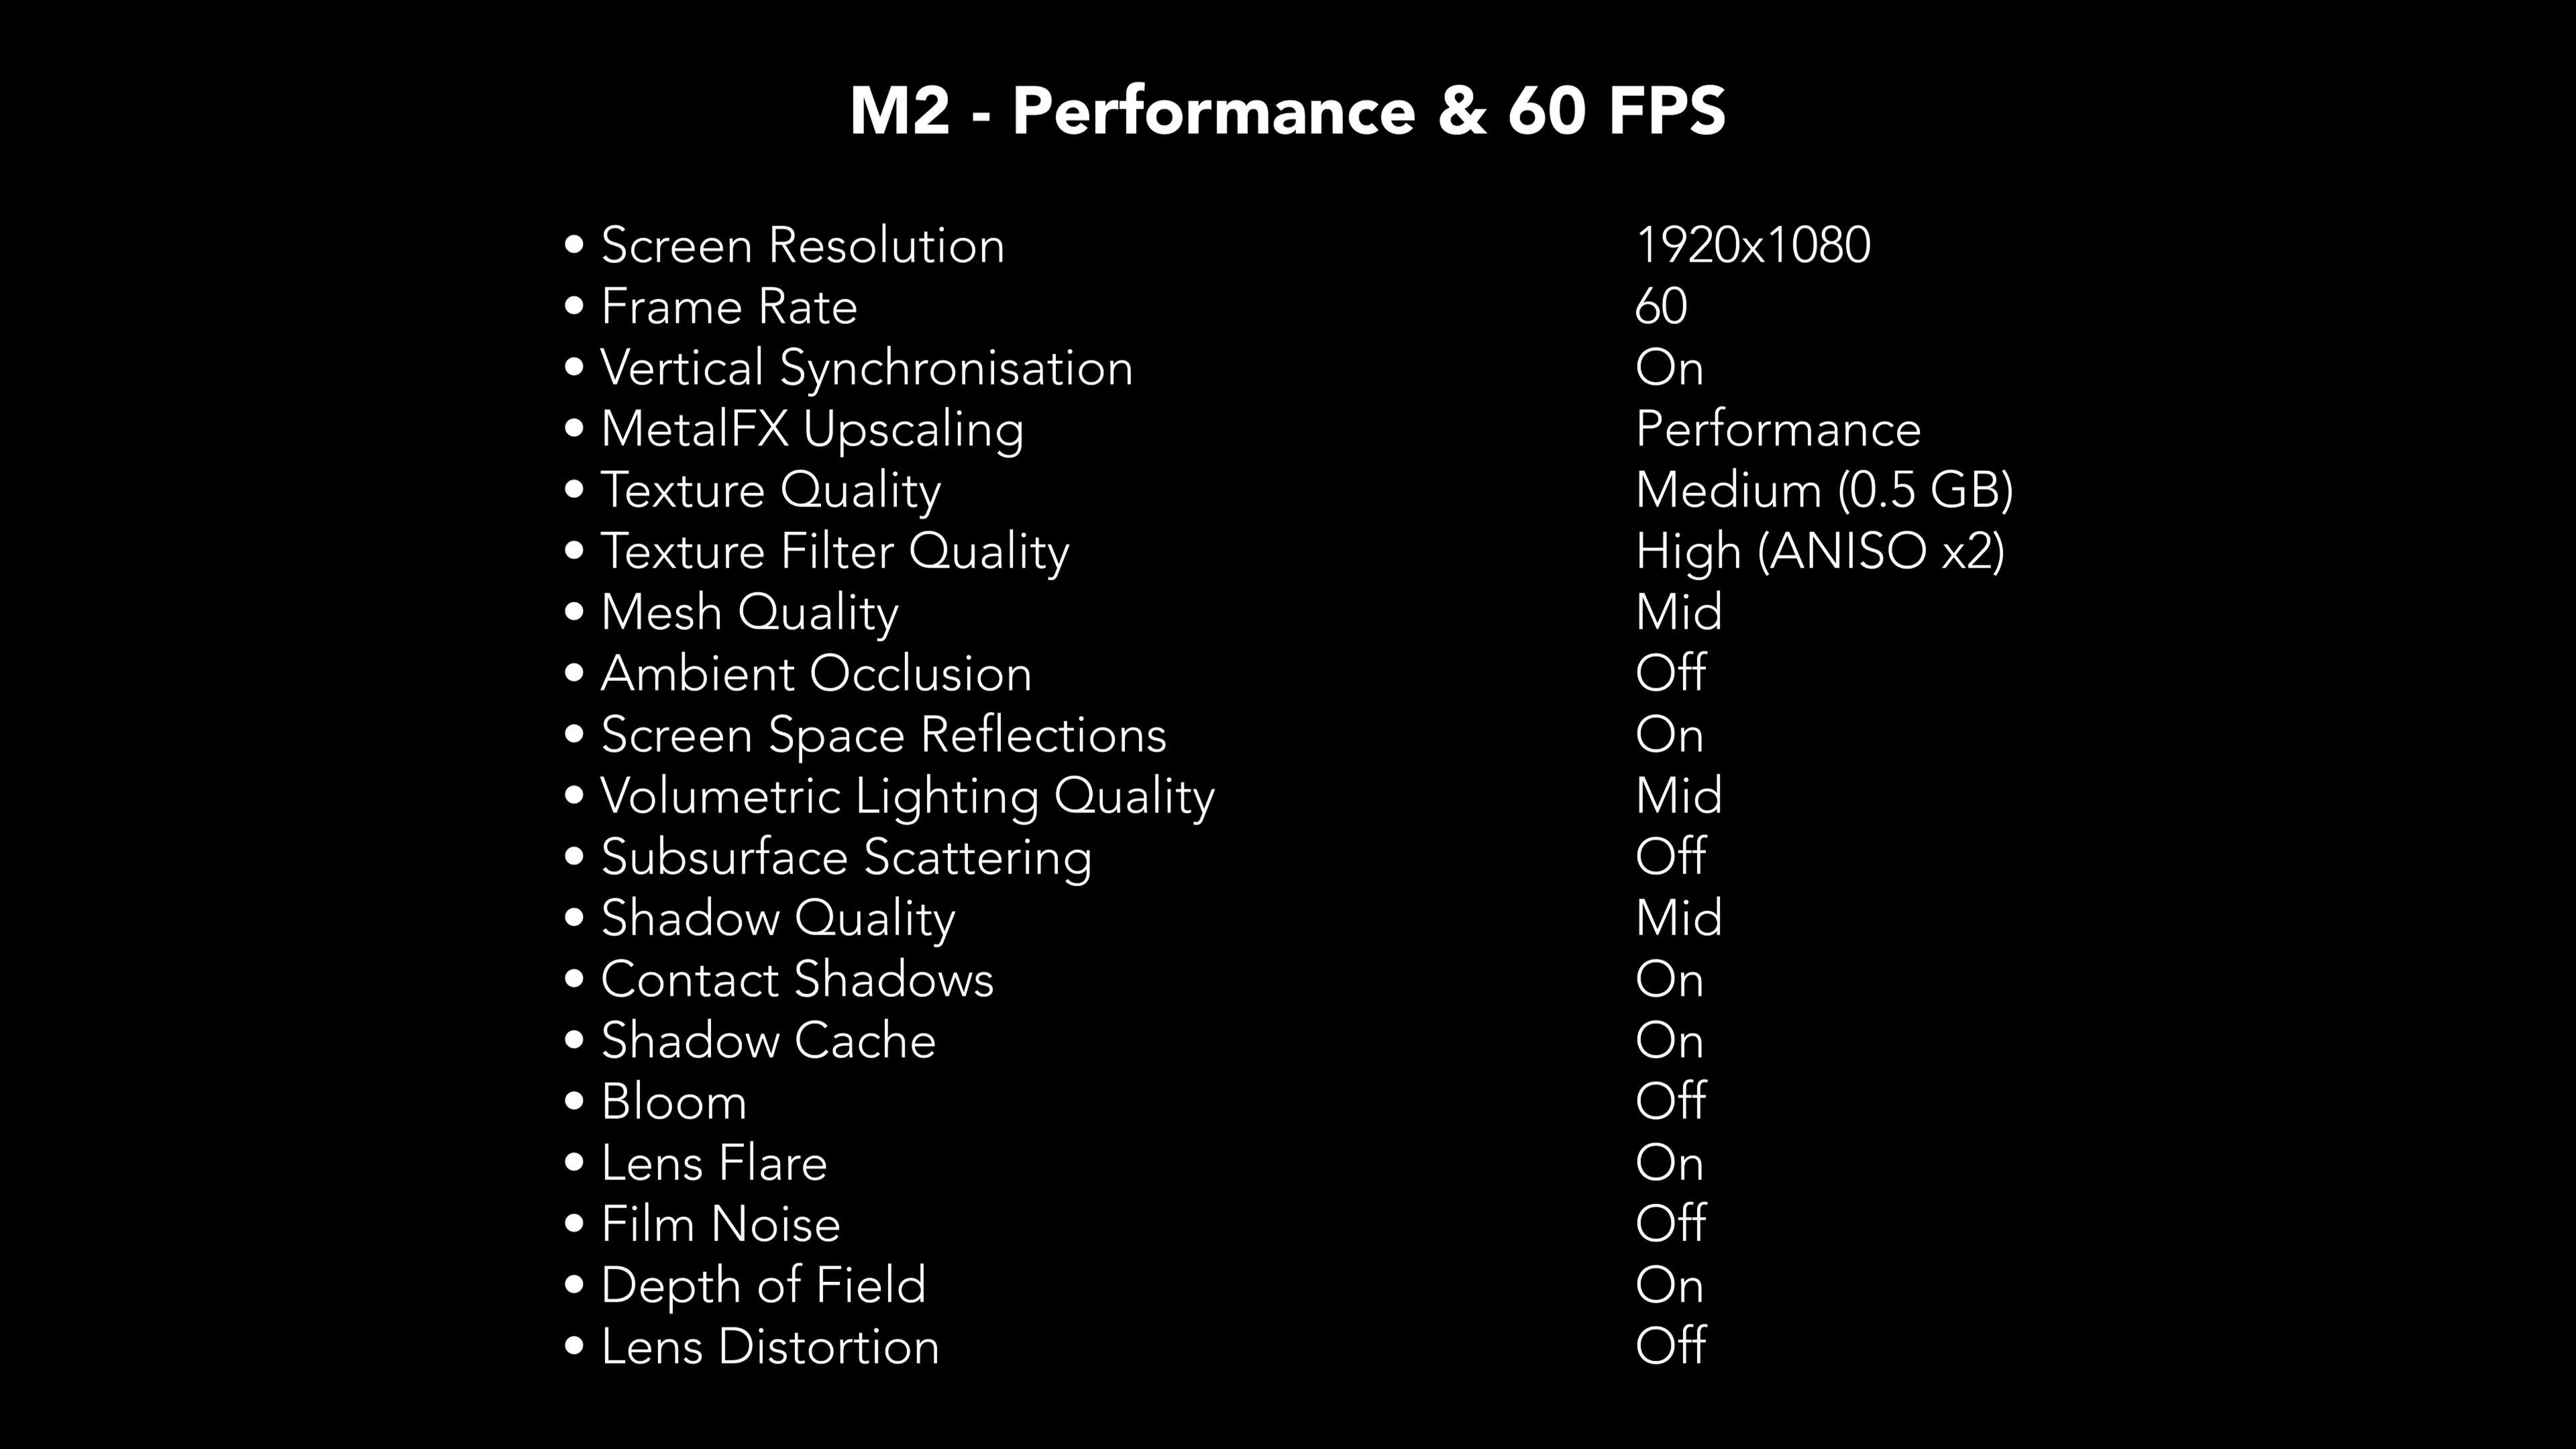 M2 - Performance & 60 FPS
• Screen Resolution 1920x1080
• Frame Rate 60
• Vertical Synchronisation On
• MetalFX Upscaling Performance
• Texture Quality Medium (0.5 GB)
• Texture Filter Quality High (ANISO x2)
• Mesh Quality Mid
• Ambient Occlusion Off
• Screen Space Reflections On
• Volumetric Lighting Quality Mid
• Subsurface Scattering Off
• Shadow Quality Mid
• Contact Shadows On
• Shadow Cache On
• Bloom Off
• Lens Flare On
• Film Noise Off
• Depth of Field On
• Lens Distortion Off